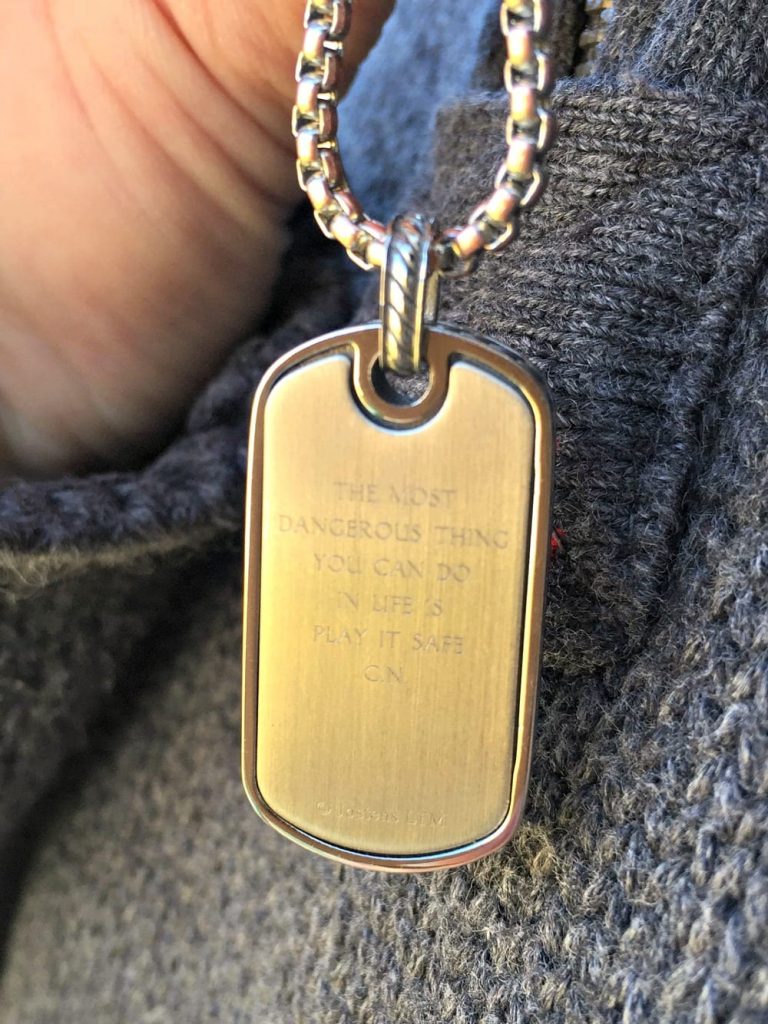 THE MOST
DANGEROUS THING
YOU CAN DO
IN LIFE IS
PLAY IT SAFE
C.N.